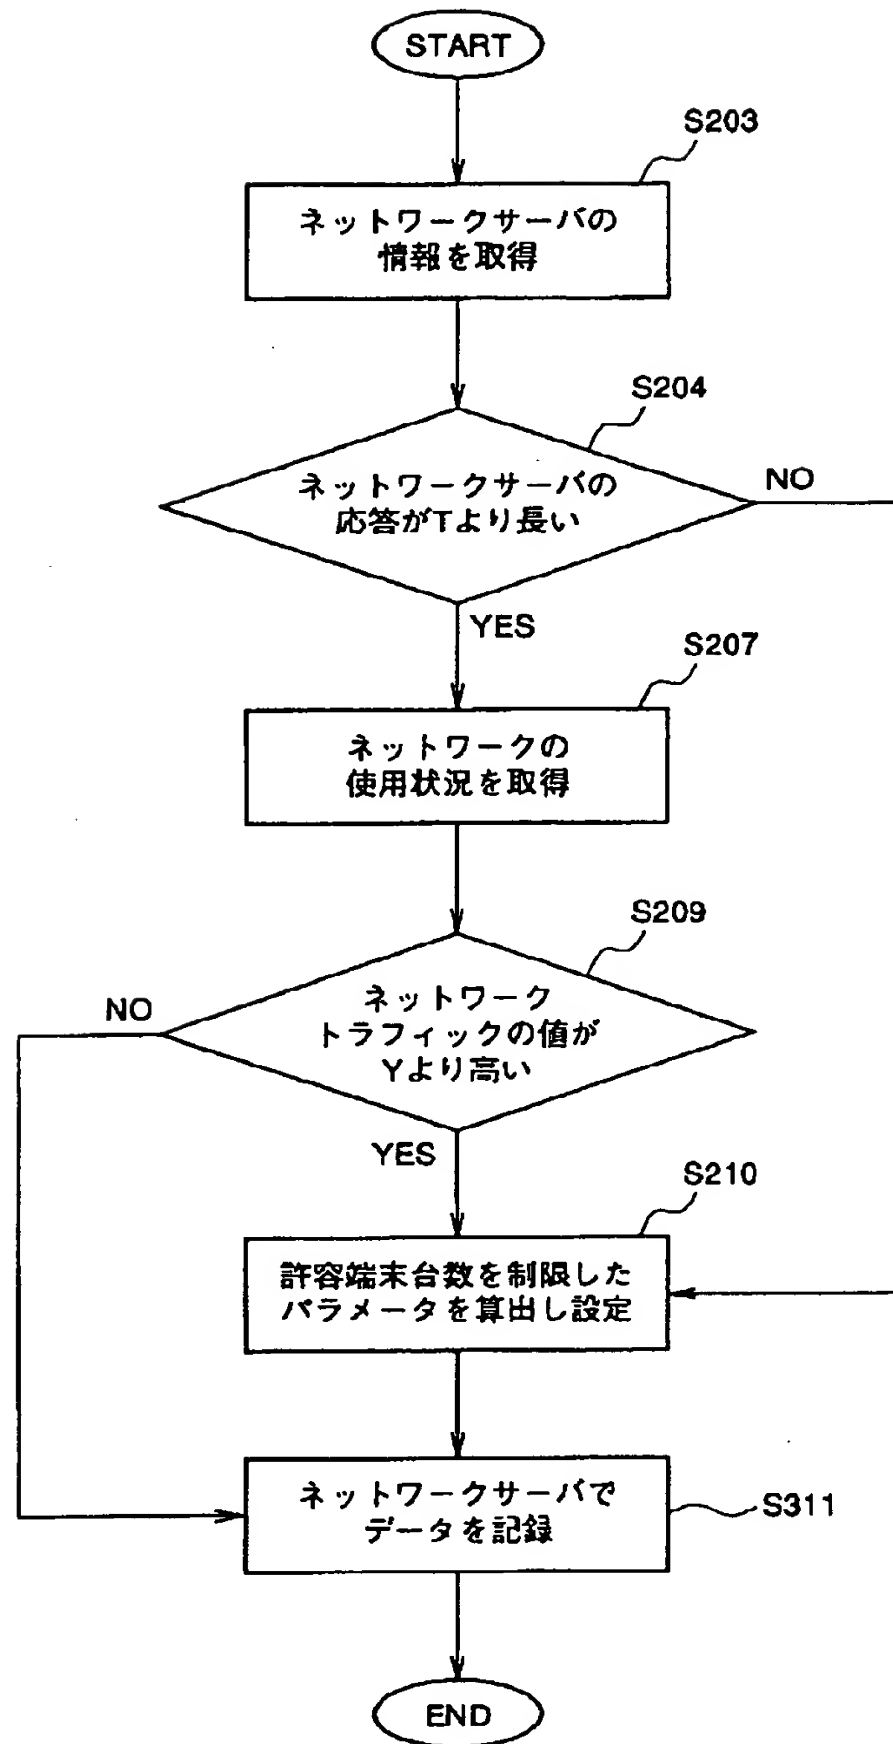 START
S203
ネットワークサーバの
情報を取得
S204
ネットワークサーバの
応答がTより長い
NO
YES
S207
ネットワークの
使用状況を取得
S209
ネットワーク
トラフィックの値が
Yより高い
NO
YES
S210
許容端末台数を制限した
パラメータを算出し設定
ネットワークサーバで
データを記録
S311
END